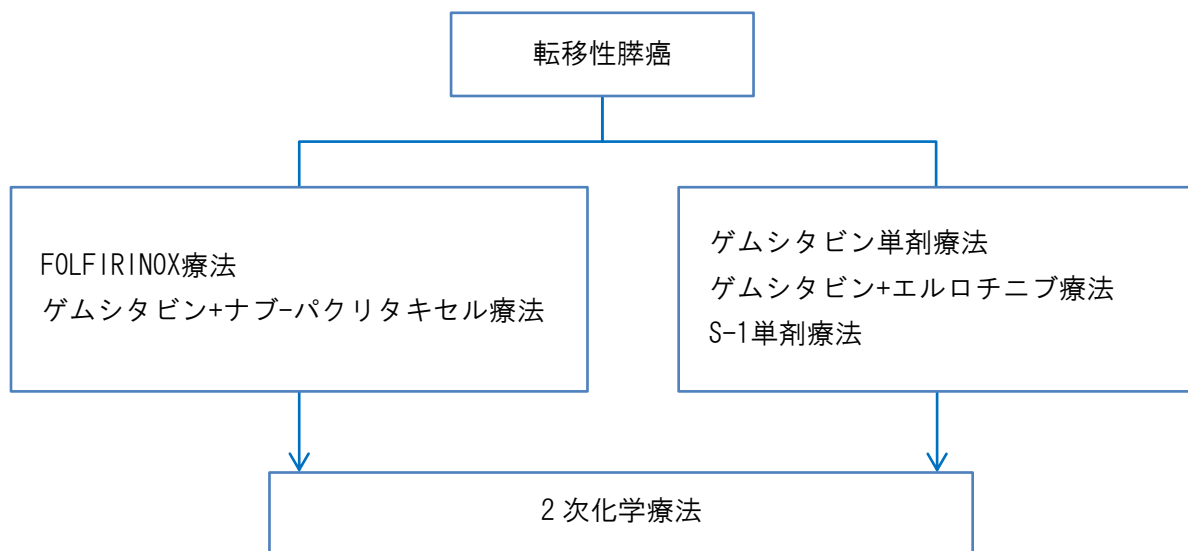 転移性膵癌
FOLFIRINOX療法
ゲムシタビン+ナブ-パクリタキセル療法
ゲムシタビン単剤療法
ゲムシタビン+エルロチニブ療法
S-1単剤療法
2次化学療法